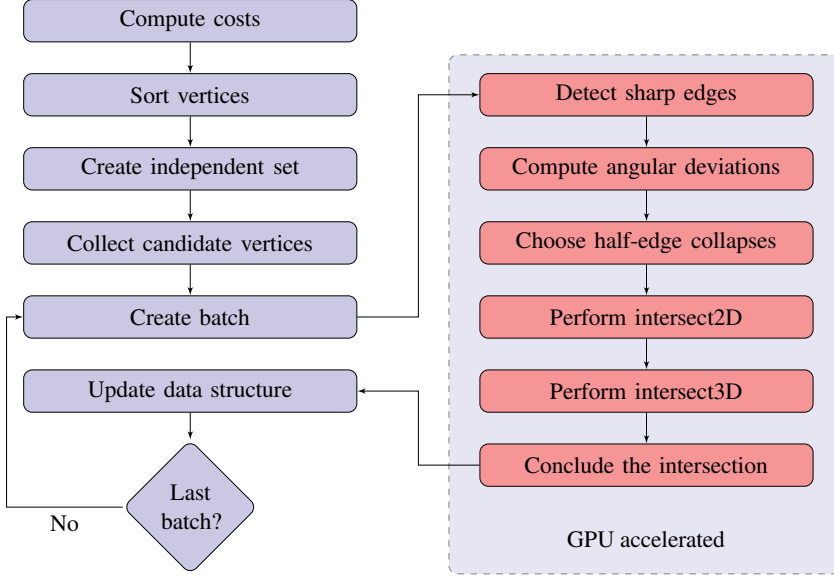 Compute costs
Sort vertices
Create independent set
Collect candidate vertices
Create batch
Update data structure
Last
batch?
No
Detect sharp edges
Compute angular deviations
Choose half-edge collapses
Perform intersect2D
Perform intersect3D
Conclude the intersection
GPU accelerated